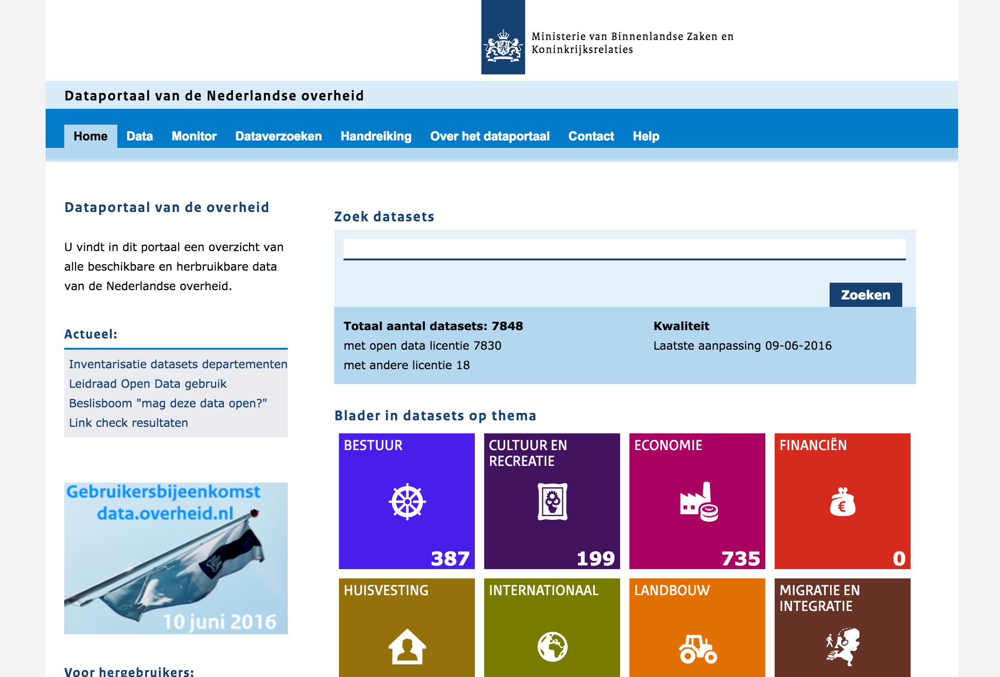 Ministerie van Binnenlandse Zaken en
Koninkrijksrelaties
Dataportaal van de Nederlandse overheid
Home Data Monitor Dataverzoeken Handreiking Over het dataportaal Contact Help
Dataportaal van de overheid
U vindt in dit portaal een overzicht van
alle beschikbare en herbruikbare data
van de Nederlandse overheid.
Actueel:
Inventarisatie datasets departementen
Leidraad Open Data gebruik
Beslisboom "mag deze data open?"
Link check resultaten
Gebruikersbijeenkomst
data.overheid.nl
10 juni 2016
Voor hergebruikers:
Zoek datasets
Zoeken
Totaal aantal datasets: 7848
met open data licentie 7830
met andere licentie 18
Kwaliteit
Laatste aanpassing 09-06-2016
Blader in datasets op thema
BESTUUR
387
CULTUUR EN
RECREATIE
199
ECONOMIE
735
FINANCIËN
€
0
HUISVESTING
INTERNATIONAAL
LANDBOUW
MIGRATIE EN
INTEGRATIE